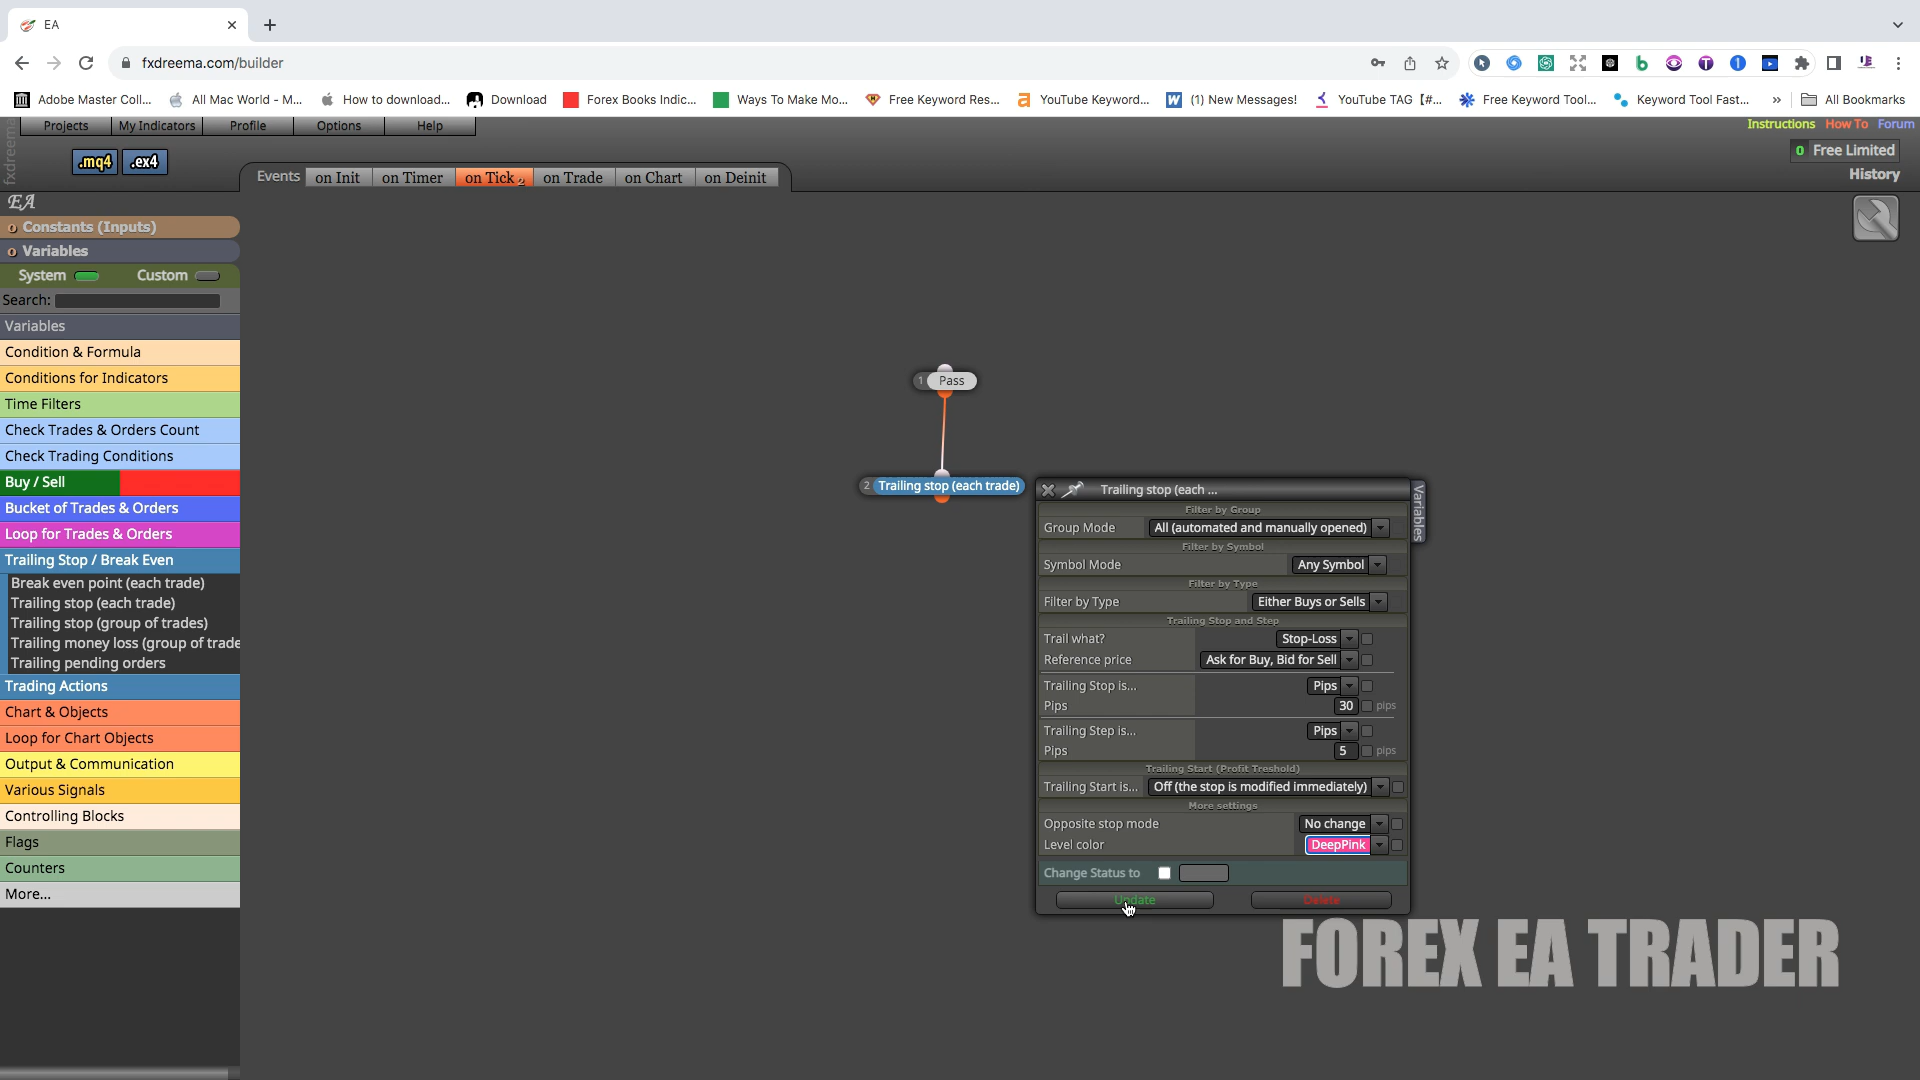 EA
fxdreema.com/builder
Adobe Master Coll... All Mac World - M... How to download... Download Forex Books Indic... Ways To Make Mo... Free Keyword Res... YouTube Keyword... (1) New Messages! YouTube TAG【#... Free Keyword Tool... Keyword Tool Fast... » All Bookmarks
Projects My Indicators Profile Options Help
Instructions How To Forum
fxdreema
.mq4 .ex4
0 Free Limited
Events on Init on Timer on Tick 2 on Trade on Chart on Deinit
History
EA
0 Constants (Inputs)
0 Variables
System Custom
Search:
Variables
Condition & Formula
Conditions for Indicators
Time Filters
Check Trades & Orders Count
Check Trading Conditions
Buy / Sell
Bucket of Trades & Orders
Loop for Trades & Orders
Trailing Stop / Break Even
Break even point (each trade)
Trailing stop (each trade)
Trailing stop (group of trades)
Trailing money loss (group of trade
Trailing pending orders
Trading Actions
Chart & Objects
Loop for Chart Objects
Output & Communication
Various Signals
Controlling Blocks
Flags
Counters
More...
1 Pass
2 Trailing stop (each trade)
Trailing stop (each ...
Variables
Filter by Group
Group Mode All (automated and manually opened)
Filter by Symbol
Symbol Mode Any Symbol
Filter by Type
Filter by Type Either Buys or Sells
Trailing Stop and Step
Trail what? Stop-Loss
Reference price Ask for Buy, Bid for Sell
Trailing Stop is... Pips
Pips 30 pips
Trailing Step is... Pips
Pips 5 pips
Trailing Start (Profit Treshold)
Trailing Start is... Off (the stop is modified immediately)
More settings
Opposite stop mode No change
Level color DeepPink
Change Status to
Update Delete
FOREX EA TRADER